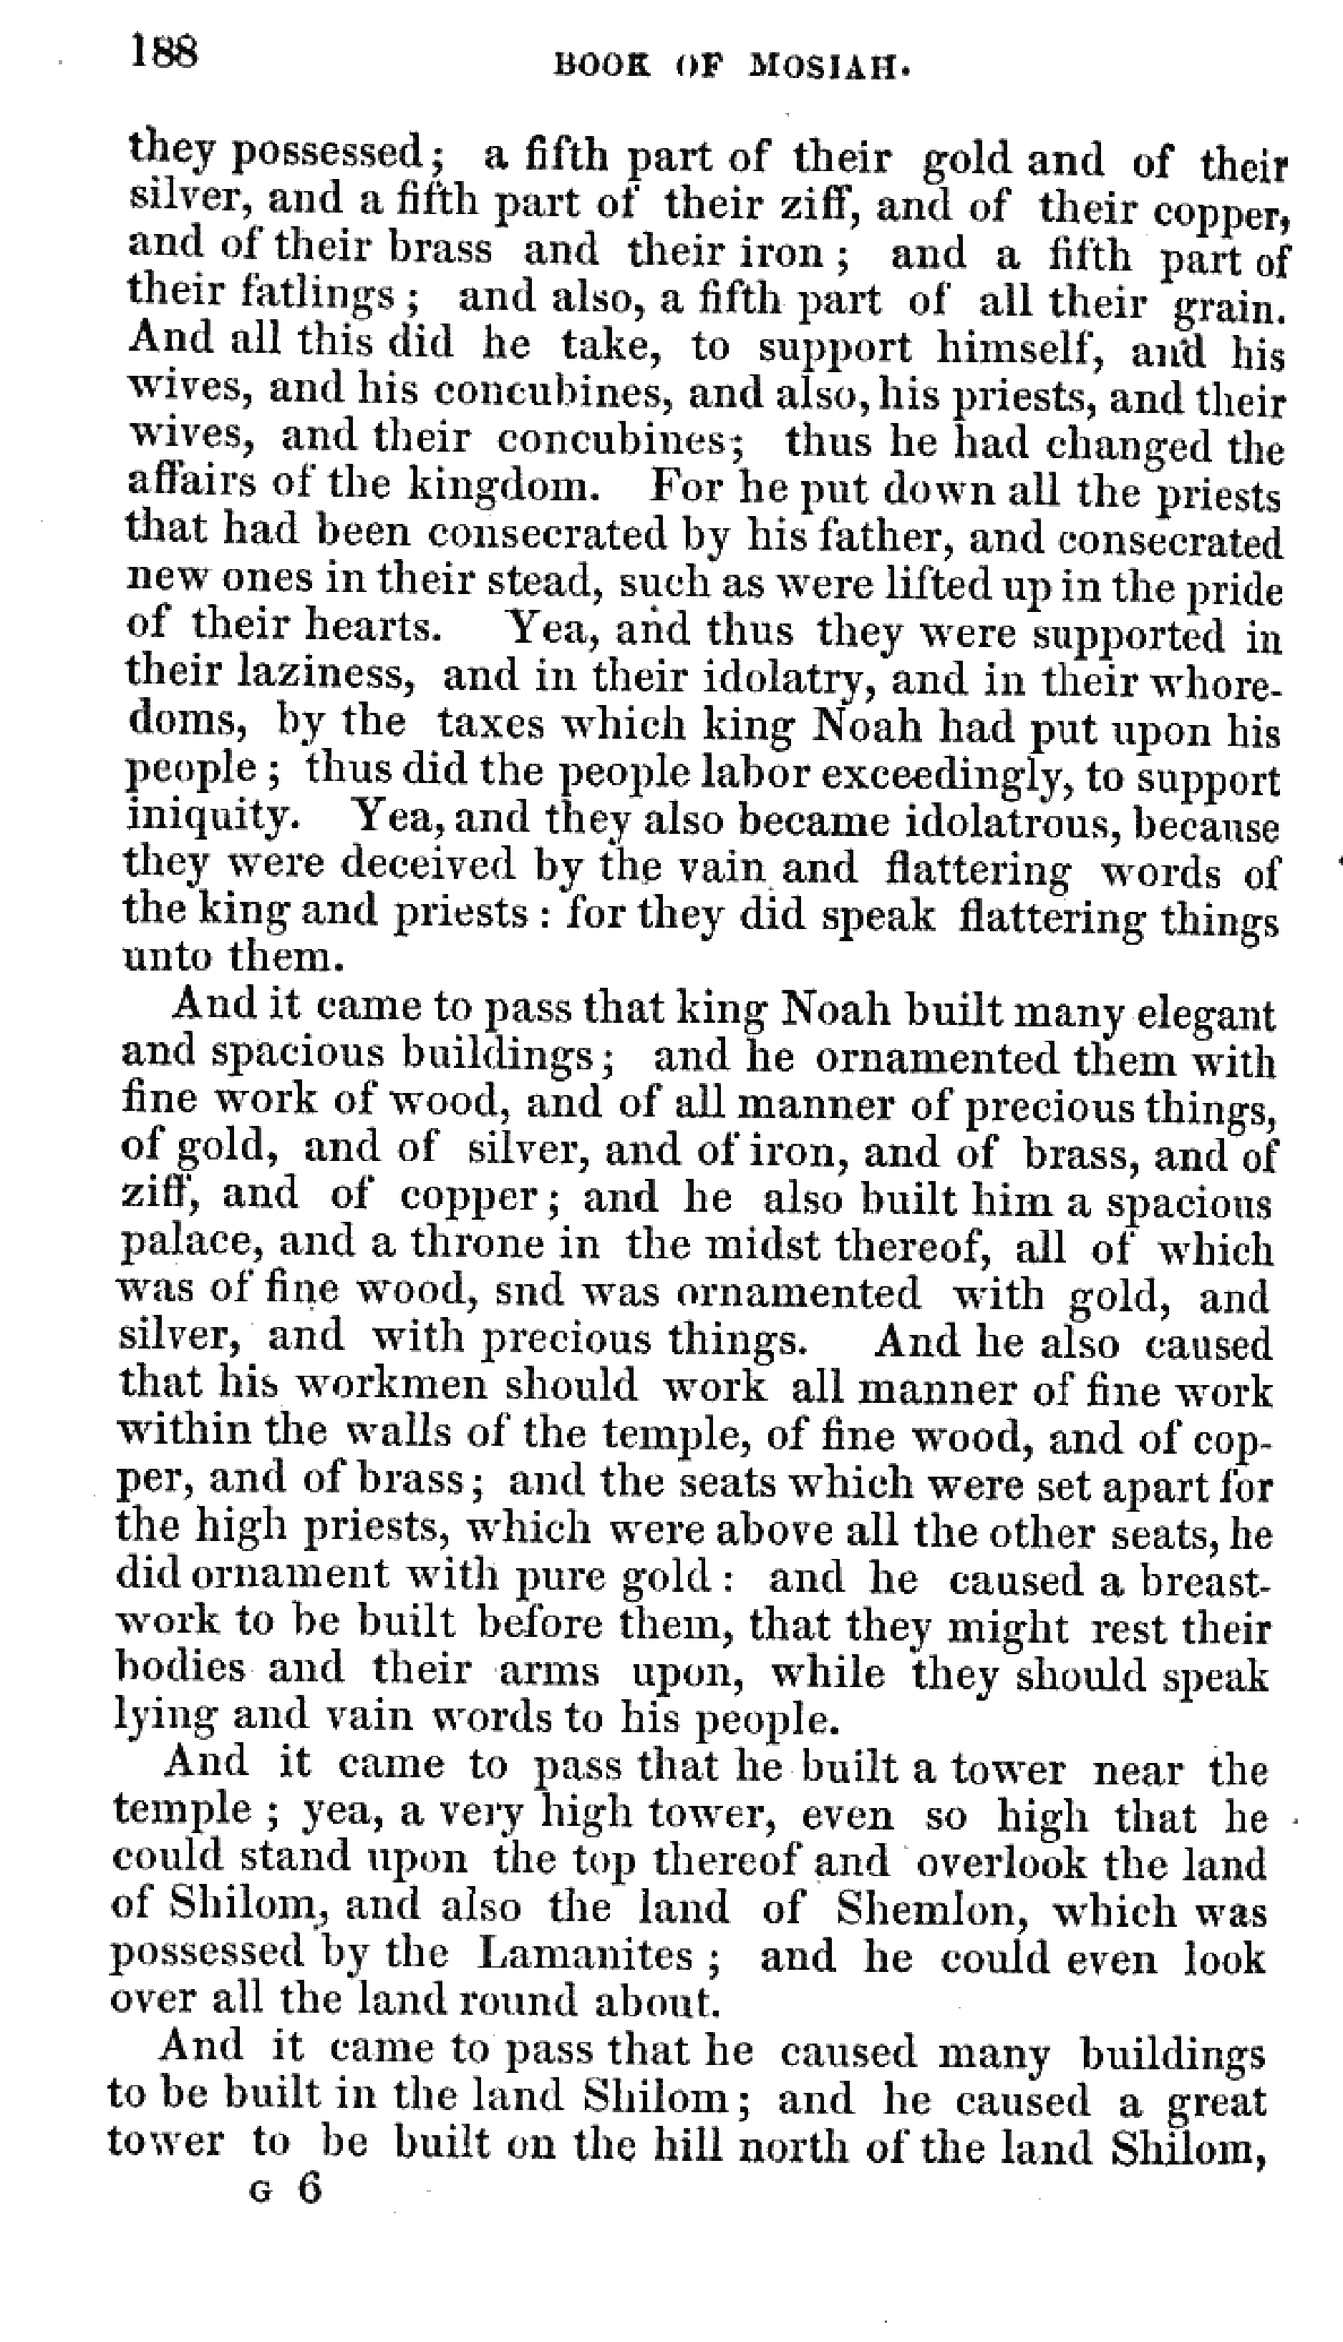 188
BOOK OF MOSIAH.
they possessed; a fifth part of their gold and of their
silver, and a fifth part of their ziff, and of their copper,
and of their brass and their iron; and a fifth part of
their fatlings; and also, a fifth part of all their grain.
And all this did he take, to support himself, and his
wives, and his concubines, and also, his priests, and their
wives, and their concubines; thus he had changed the
affairs of the kingdom. For he put down all the priests
that had been consecrated by his father, and consecrated
new ones in their stead, such as were lifted up in the pride
of their hearts. Yea, and thus they were supported in
their laziness, and in their idolatry, and in their whore-
doms, by the taxes which king Noah had put upon his
people; thus did the people labor exceedingly, to support
iniquity. Yea, and they also became idolatrous, because
they were deceived by the vain and flattering words of
the king and priests: for they did speak flattering things
unto them.
And it came to pass that king Noah built many elegant
and spacious buildings; and he ornamented them with
fine work of wood, and of all manner of precious things,
of gold, and of silver, and of iron, and of brass, and of
ziff, and of copper; and he also built him a spacious
palace, and a throne in the midst thereof, all of which
was of fine wood, snd was ornamented with gold, and
silver, and with precious things. And he also caused
that his workmen should work all manner of fine work
within the walls of the temple, of fine wood, and of cop-
per, and of brass; and the seats which were set apart for
the high priests, which were above all the other seats, he
did ornament with pure gold: and he caused a breast-
work to be built before them, that they might rest their
bodies and their arms upon, while they should speak
lying and vain words to his people.
And it came to pass that he built a tower near the
temple; yea, a very high tower, even so high that he
could stand upon the top thereof and overlook the land
of Shilom, and also the land of Shemlon, which was
possessed by the Lamanites; and he could even look
over all the land round about.
And it came to pass that he caused many buildings
to be built in the land Shilom; and he caused a great
tower to be built on the hill north of the land Shilom,
G 6